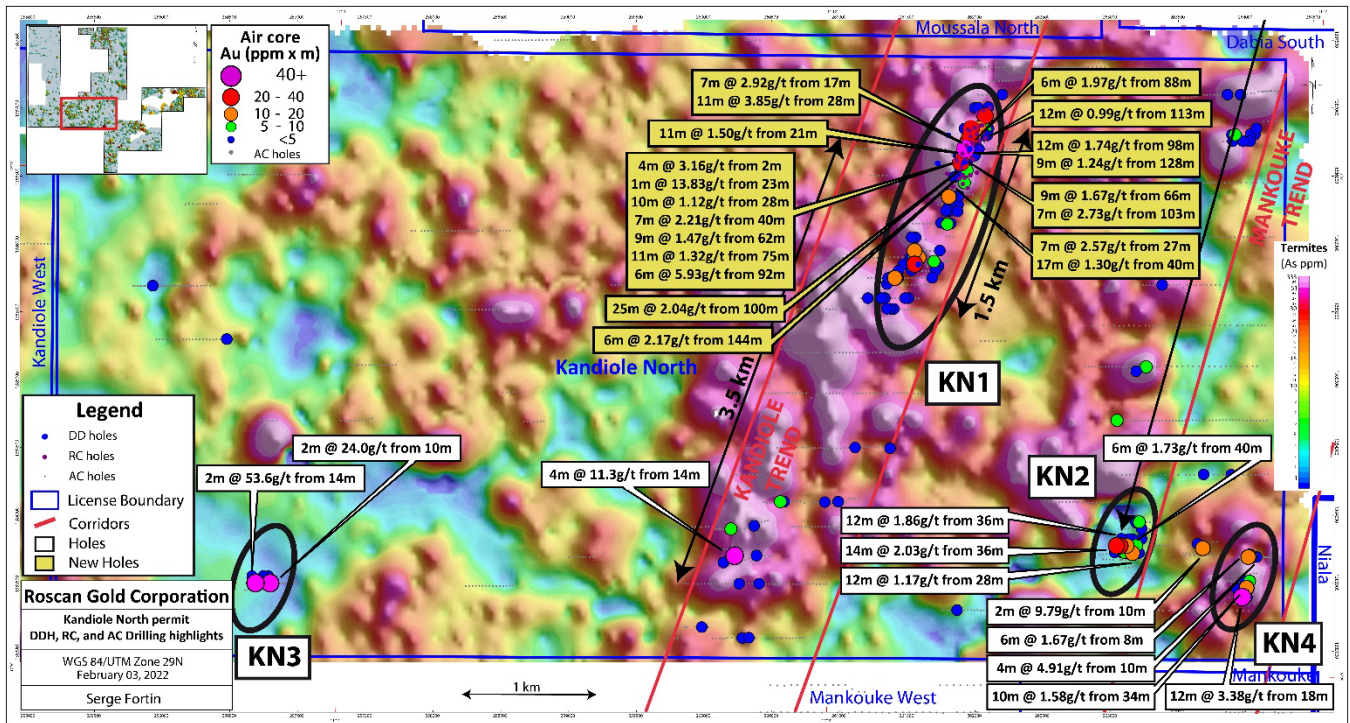 Moussala North
Dabia South
Air core
Au (ppm x m)
40+
20 - 40
10 - 20
5 - 10
<5
AC holes
7m @ 2.92g/t from 17m
11m @ 3.85g/t from 28m
6m @ 1.97g/t from 88m
12m @ 0.99g/t from 113m
11m @ 1.50g/t from 21m
12m @ 1.74g/t from 98m
9m @ 1.24g/t from 128m
4m @ 3.16g/t from 2m
1m @ 13.83g/t from 23m
10m @ 1.12g/t from 28m
7m @ 2.21g/t from 40m
9m @ 1.47g/t from 62m
11m @ 1.32g/t from 75m
6m @ 5.93g/t from 92m
9m @ 1.67g/t from 66m
7m @ 2.73g/t from 103m
7m @ 2.57g/t from 27m
17m @ 1.30g/t from 40m
MANKOUKE
TREND
Termites
(As ppm)
25m @ 2.04g/t from 100m
6m @ 2.17g/t from 144m
1.5 km
Kandiole West
Kandiole North
KN1
3.5 km
KANDIOLE
TREND
Legend
DD holes
RC holes
AC holes
License Boundary
Corridors
Holes
New Holes
2m @ 24.0g/t from 10m
2m @ 53.6g/t from 14m
4m @ 11.3g/t from 14m
6m @ 1.73g/t from 40m
KN2
12m @ 1.86g/t from 36m
14m @ 2.03g/t from 36m
12m @ 1.17g/t from 28m
Niala
2m @ 9.79g/t from 10m
6m @ 1.67g/t from 8m
4m @ 4.91g/t from 10m
10m @ 1.58g/t from 34m
12m @ 3.38g/t from 18m
KN4
Mankouke
KN3
Roscan Gold Corporation
Kandiole North permit
DDH, RC, and AC Drilling highlights
WGS 84/UTM Zone 29N
February 03, 2022
Serge Fortin
1 km
Mankouke West